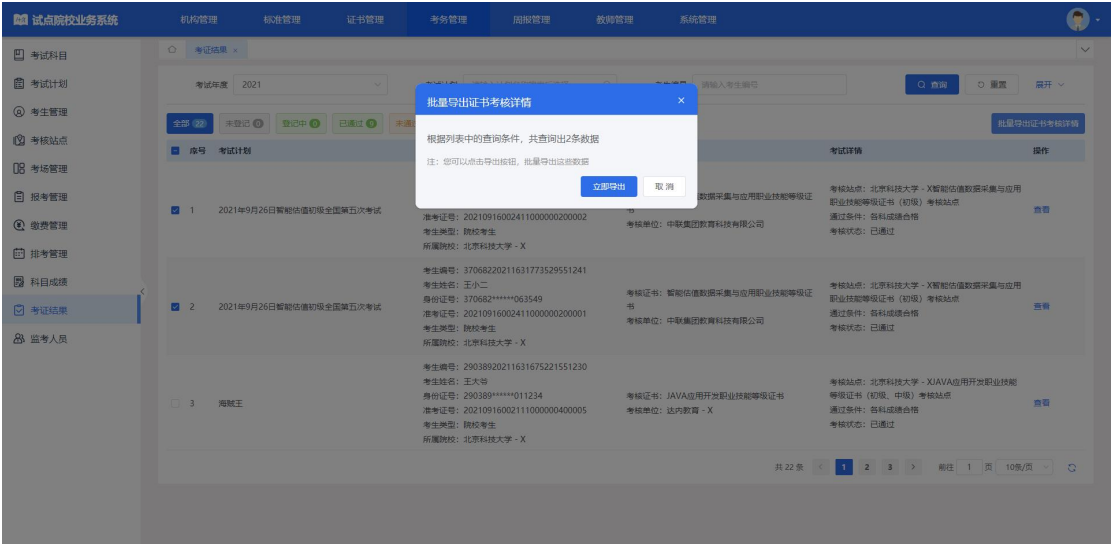 试点院校业务系统
机构管理
标准管理
证书管理
考务管理
周报管理
教师管理
系统管理
考试科目
考试计划
考生管理
考核站点
考场管理
报考管理
缴费管理
排考管理
科目成绩
考证结果
监考人员
考证结果 ×
考试年度 2021
请输入考生编号
查询
重置
展开
全部 22
未登记 0
登记中 0
已通过 9
未通
批量导出证书考核详情
批量导出证书考核详情 ×
根据列表中的查询条件，共查询出2条数据
注：您可以点击导出按钮，批量导出这些数据
立即导出
取消
序号
考试计划
考试详情
操作
1
2021年9月26日智能估值初级全国第五次考试
准考证号：20210916002411000000200002
考生类型：院校考生
所属院校：北京科技大学 - X
数据采集与应用职业技能等级证
书
考核单位：中联集团教育科技有限公司
考核站点：北京科技大学 - X智能估值数据采集与应用
职业技能等级证书（初级）考核站点
通过条件：各科成绩合格
考核状态：已通过
查看
2
2021年9月26日智能估值初级全国第五次考试
考生编号：37068220211631773529551241
考生姓名：王小二
身份证号：370682******063549
准考证号：20210916002411000000200001
考生类型：院校考生
所属院校：北京科技大学 - X
考核证书：智能估值数据采集与应用职业技能等级证
书
考核单位：中联集团教育科技有限公司
考核站点：北京科技大学 - X智能估值数据采集与应用
职业技能等级证书（初级）考核站点
通过条件：各科成绩合格
考核状态：已通过
查看
3
海贼王
考生编号：29038920211631675221551230
考生姓名：王大爷
身份证号：290389******011234
准考证号：20210916002111000000400005
考生类型：院校考生
所属院校：北京科技大学 - X
考核证书：JAVA应用开发职业技能等级证书
考核单位：达内教育 - X
考核站点：北京科技大学 - XJAVA应用开发职业技能
等级证书（初级、中级）考核站点
通过条件：各科成绩合格
考核状态：已通过
查看
共 22 条 < 1 2 3 > 前往 1 页 10条/页